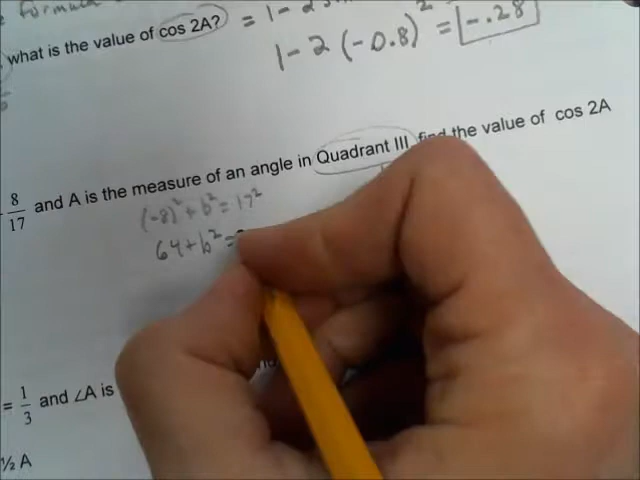 formula
what is the value of cos 2A? = 1 - 2
1 - 2 (-0.8)² = -.28
8/17 and A is the measure of an angle in Quadrant III, find the value of cos 2A
(-8)² + b² = 17²
64 + b² =
= 1/3 and ∠A is
½ A